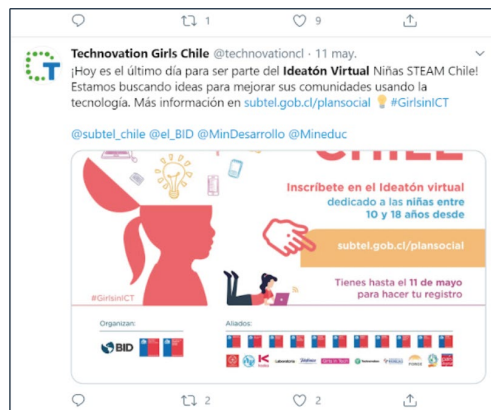 1
9
Technovation Girls Chile @technovationcl · 11 may.
¡Hoy es el último día para ser parte del Ideatón Virtual Niñas STEAM Chile!
Estamos buscando ideas para mejorar sus comunidades usando la
tecnología. Más información en subtel.gob.cl/plansocial 💡 #GirlsinICT
@subtel_chile @el_BID @MinDesarrollo @Mineduc
CHILE
Inscríbete en el Ideatón virtual
dedicado a las niñas entre
10 y 18 años desde
subtel.gob.cl/plansocial
Tienes hasta el 11 de mayo
para hacer tu registro
#GirlsinICT
Organizan:
Aliados:
BID
2
2